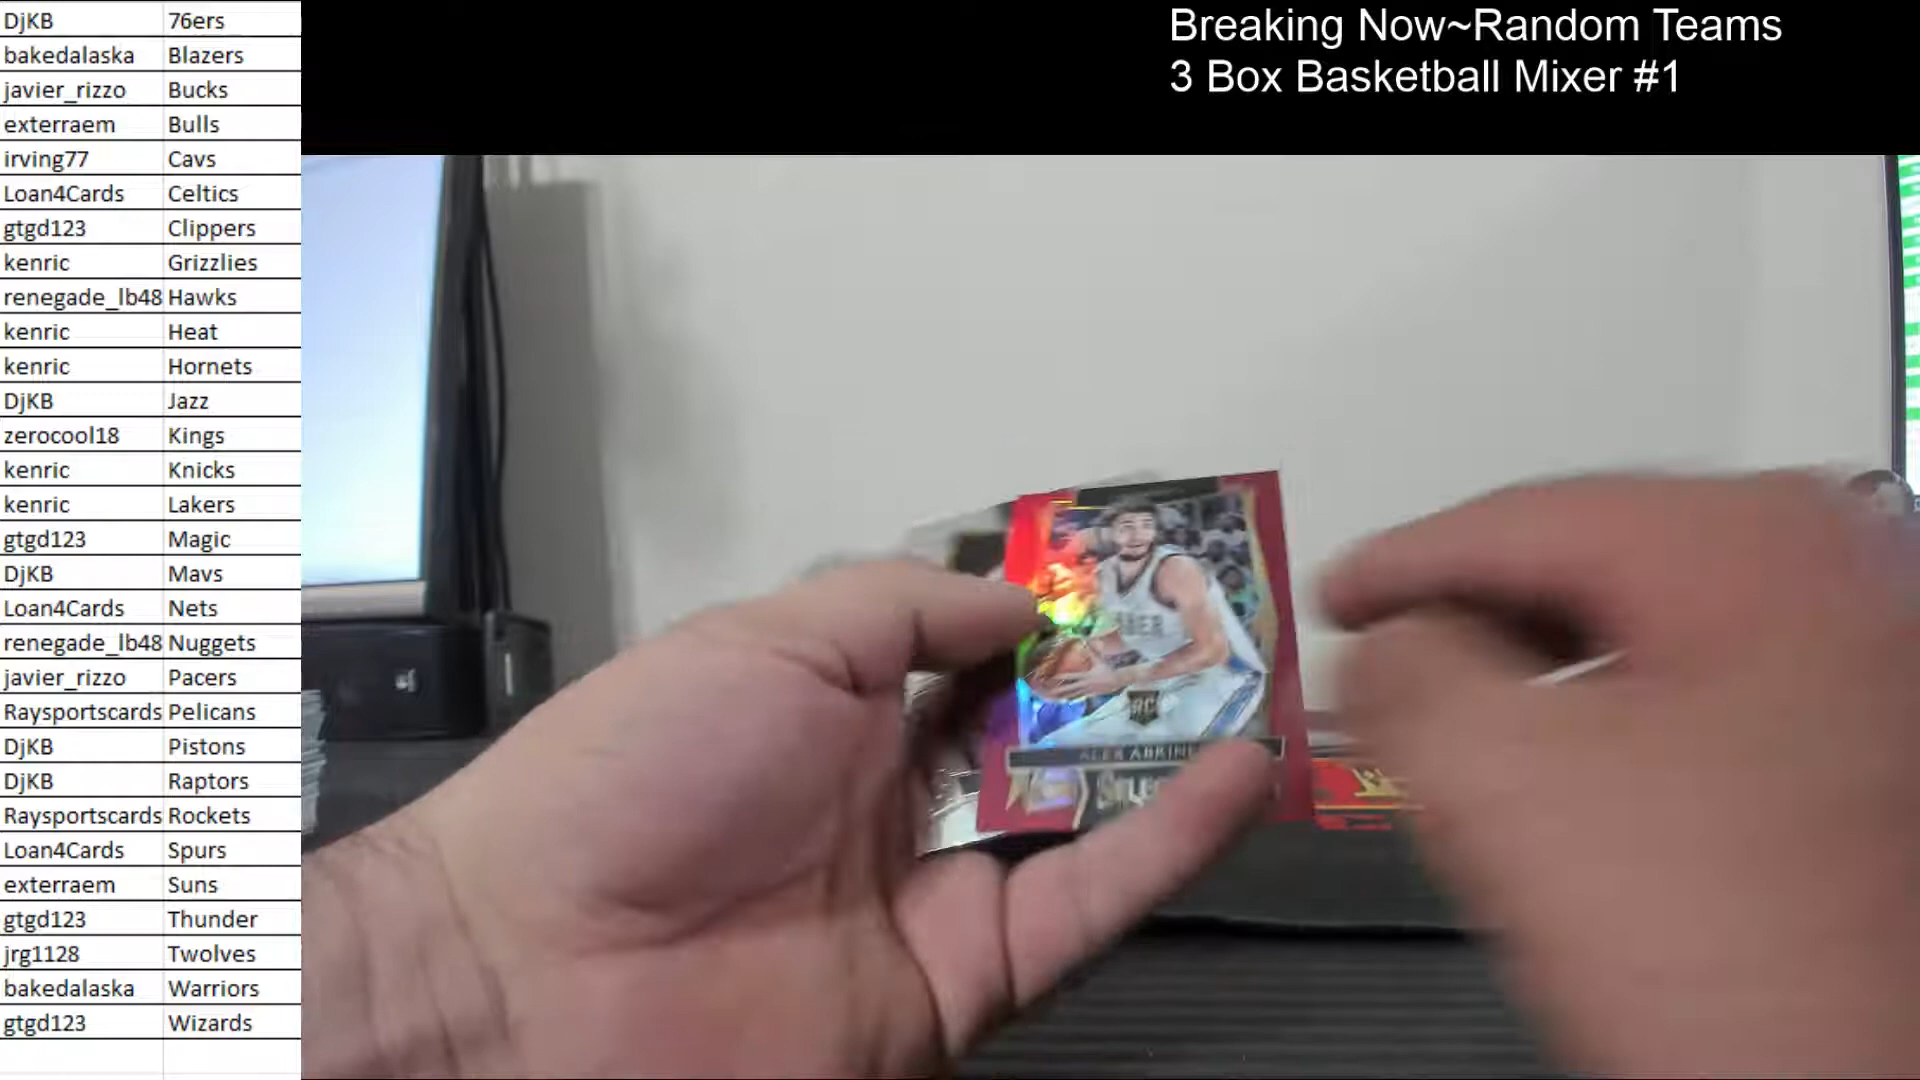 DjKB 76ers
bakedalaska Blazers
javier_rizzo Bucks
exterraem Bulls
irving77 Cavs
Loan4Cards Celtics
gtgd123 Clippers
kenric Grizzlies
renegade_lb48 Hawks
kenric Heat
kenric Hornets
DjKB Jazz
zerocool18 Kings
kenric Knicks
kenric Lakers
gtgd123 Magic
DjKB Mavs
Loan4Cards Nets
renegade_lb48 Nuggets
javier_rizzo Pacers
Raysportscards Pelicans
DjKB Pistons
DjKB Raptors
Raysportscards Rockets
Loan4Cards Spurs
exterraem Suns
gtgd123 Thunder
jrg1128 Twolves
bakedalaska Warriors
gtgd123 Wizards
Breaking Now~Random Teams
3 Box Basketball Mixer #1
RC
ALEX